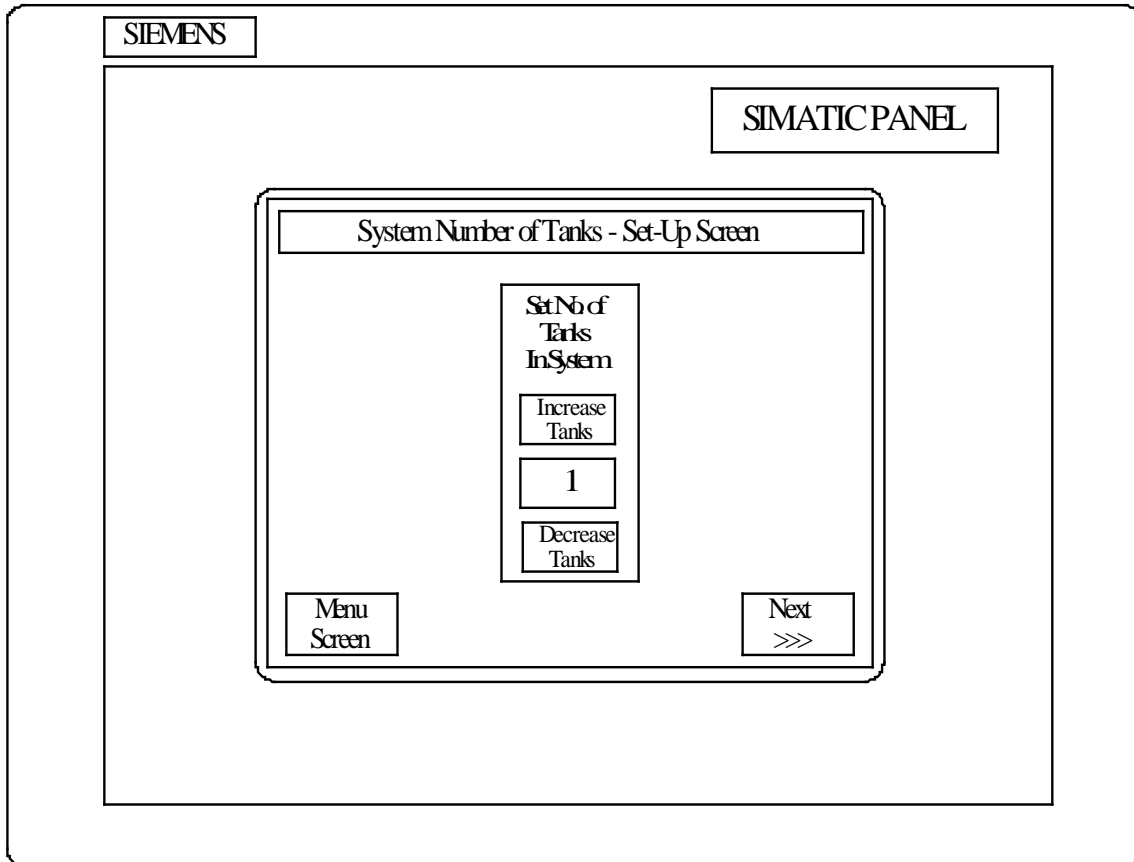 SIEMENS
SIMATIC PANEL
System Number of Tanks - Set-Up Screen
Set No. of
Tanks
In System
Increase
Tanks
1
Decrease
Tanks
Menu
Screen
Next
>>>